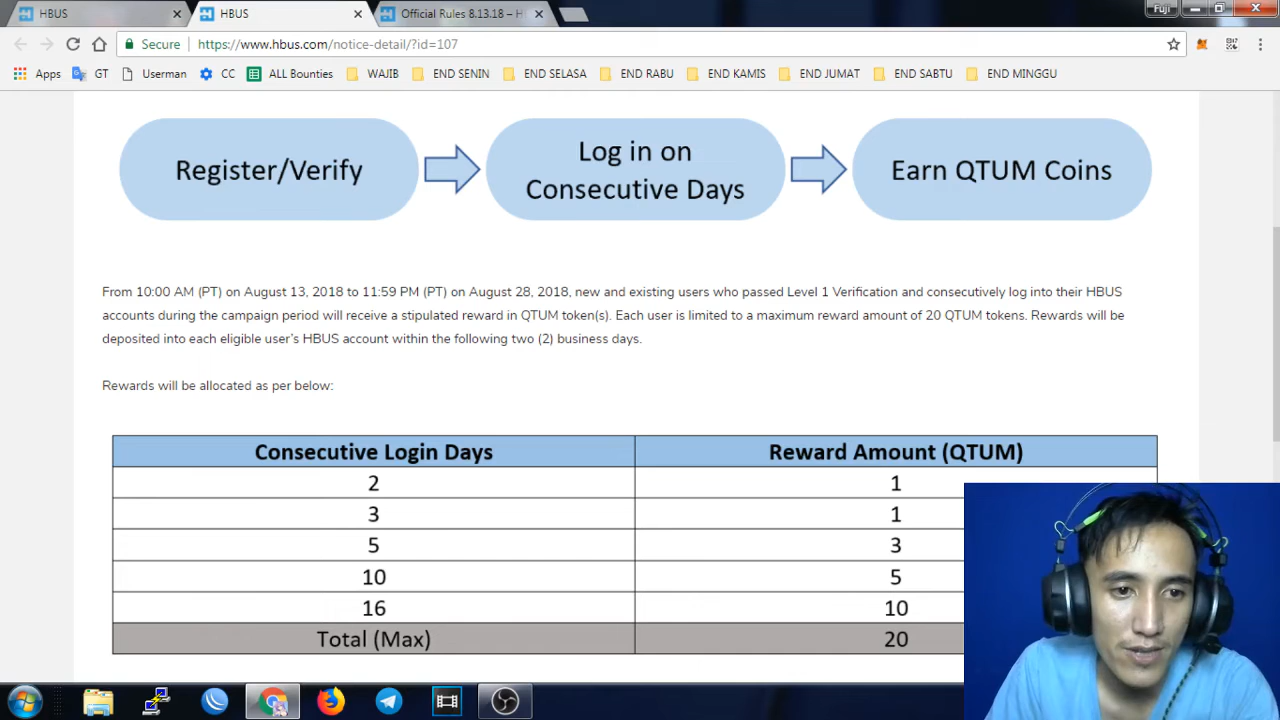 HBUS
HBUS
Official Rules 8.13.18 – H
Fuji
Secure
https://www.hbus.com/notice-detail/?id=107
Apps
GT
Userman
CC
ALL Bounties
WAJIB
END SENIN
END SELASA
END RABU
END KAMIS
END JUMAT
END SABTU
END MINGGU
Register/Verify
Log in on
Consecutive Days
Earn QTUM Coins
From 10:00 AM (PT) on August 13, 2018 to 11:59 PM (PT) on August 28, 2018, new and existing users who passed Level 1 Verification and consecutively log into their HBUS
accounts during the campaign period will receive a stipulated reward in QTUM token(s). Each user is limited to a maximum reward amount of 20 QTUM tokens. Rewards will be
deposited into each eligible user's HBUS account within the following two (2) business days.
Rewards will be allocated as per below:
Consecutive Login Days Reward Amount (QTUM)
2 1
3 1
5 3
10 5
16 10
Total (Max) 20